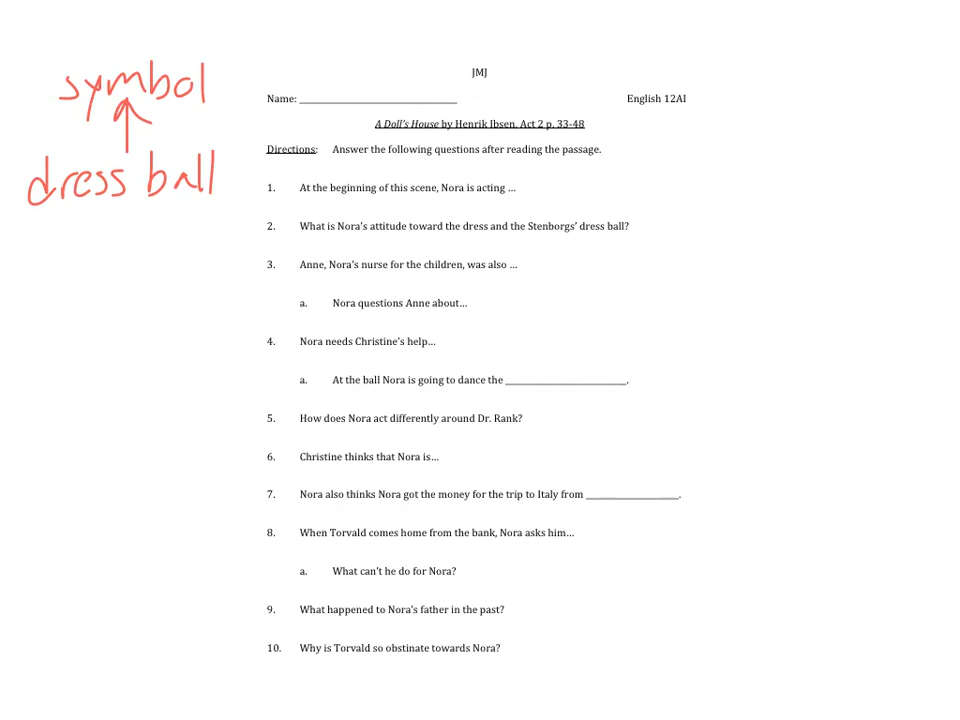 symbol
dress ball
JMJ
Name: ________________________________ English 12AI
A Doll's House by Henrik Ibsen, Act 2 p. 33-48
Directions: Answer the following questions after reading the passage.
1. At the beginning of this scene, Nora is acting …
2. What is Nora's attitude toward the dress and the Stenborgs' dress ball?
3. Anne, Nora's nurse for the children, was also …
a. Nora questions Anne about…
4. Nora needs Christine's help…
a. At the ball Nora is going to dance the _________________________.
5. How does Nora act differently around Dr. Rank?
6. Christine thinks that Nora is…
7. Nora also thinks Nora got the money for the trip to Italy from ___________________.
8. When Torvald comes home from the bank, Nora asks him…
a. What can't he do for Nora?
9. What happened to Nora's father in the past?
10. Why is Torvald so obstinate towards Nora?